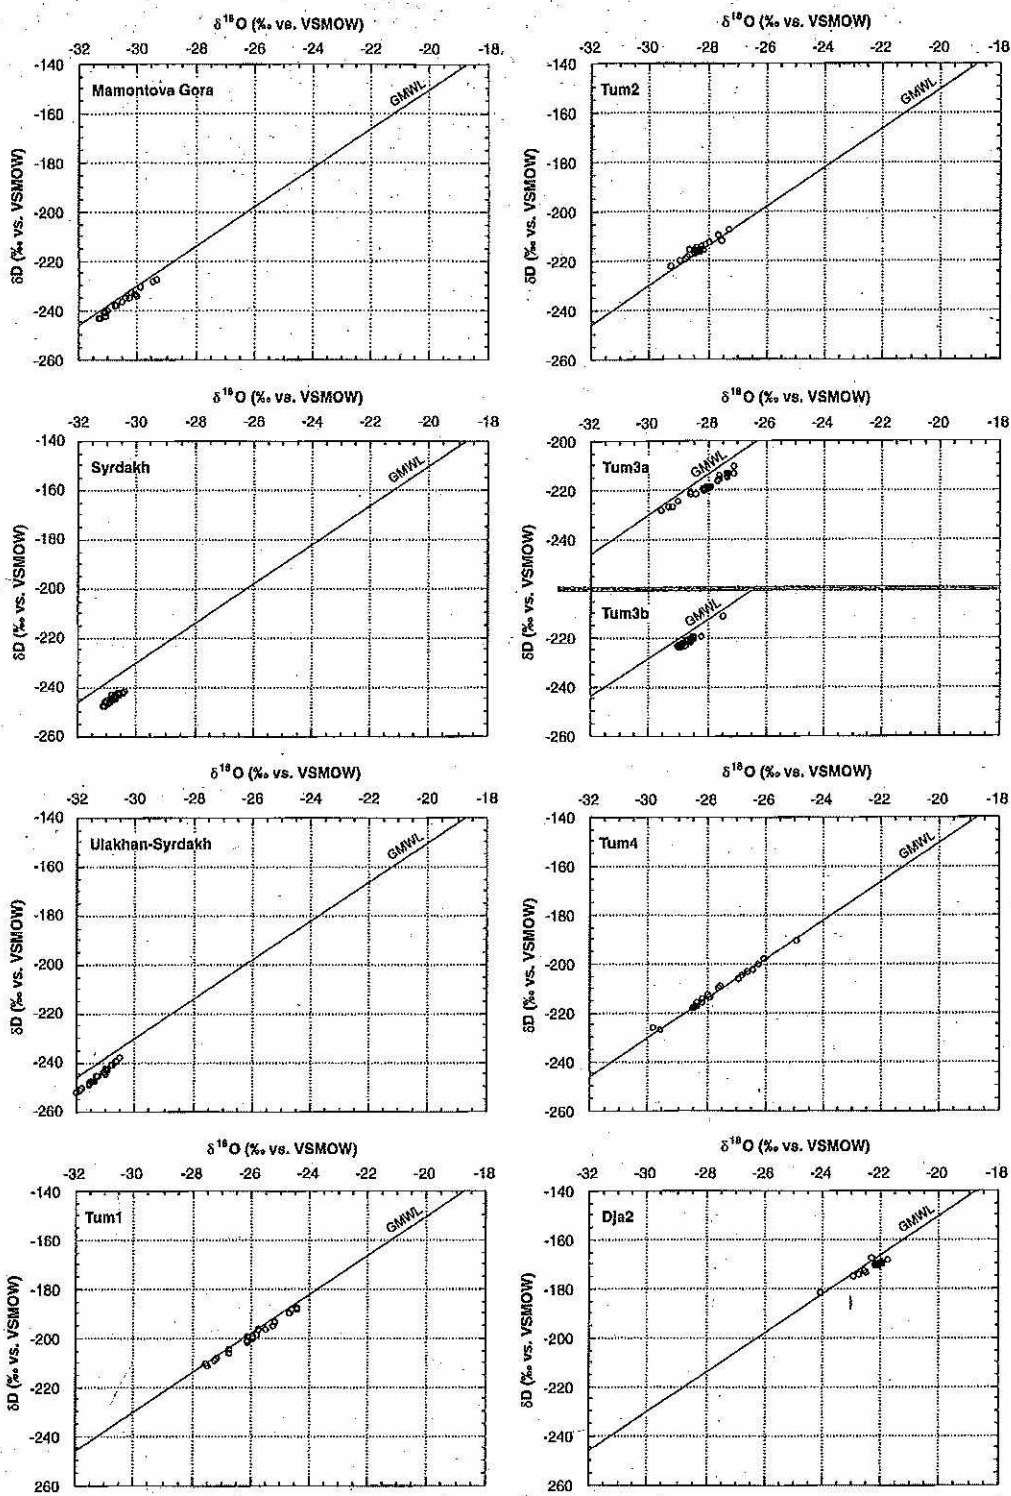 δ¹⁸O (‰ vs. VSMOW)
-32 -30 -28 -26 -24 -22 -20 -18
-140
-160
-180
-200
-220
-240
-260
δD (‰ vs. VSMOW)
Mamontova Gora
GMWL
δ¹⁸O (‰ vs. VSMOW)
-32 -30 -28 -26 -24 -22 -20 -18
-140
-160
-180
-200
-220
-240
-260
δD (‰ vs. VSMOW)
Tum2
GMWL
δ¹⁸O (‰ vs. VSMOW)
-32 -30 -28 -26 -24 -22 -20 -18
-140
-160
-180
-200
-220
-240
-260
δD (‰ vs. VSMOW)
Syrdakh
GMWL
δ¹⁸O (‰ vs. VSMOW)
-32 -30 -28 -26 -24 -22 -20 -18
-200
-220
-240
-220
-240
-260
δD (‰ vs. VSMOW)
Tum3a
GMWL
δD (‰ vs. VSMOW)
Tum3b
GMWL
δ¹⁸O (‰ vs. VSMOW)
-32 -30 -28 -26 -24 -22 -20 -18
-140
-160
-180
-200
-220
-240
-260
δD (‰ vs. VSMOW)
Ulakhan-Syrdakh
GMWL
δ¹⁸O (‰ vs. VSMOW)
-32 -30 -28 -26 -24 -22 -20 -18
-140
-160
-180
-200
-220
-240
-260
δD (‰ vs. VSMOW)
Tum4
GMWL
δ¹⁸O (‰ vs. VSMOW)
-32 -30 -28 -26 -24 -22 -20 -18
-140
-160
-180
-200
-220
-240
-260
δD (‰ vs. VSMOW)
Tum1
GMWL
δ¹⁸O (‰ vs. VSMOW)
-32 -30 -28 -26 -24 -22 -20 -18
-140
-160
-180
-200
-220
-240
-260
δD (‰ vs. VSMOW)
Dja2
GMWL